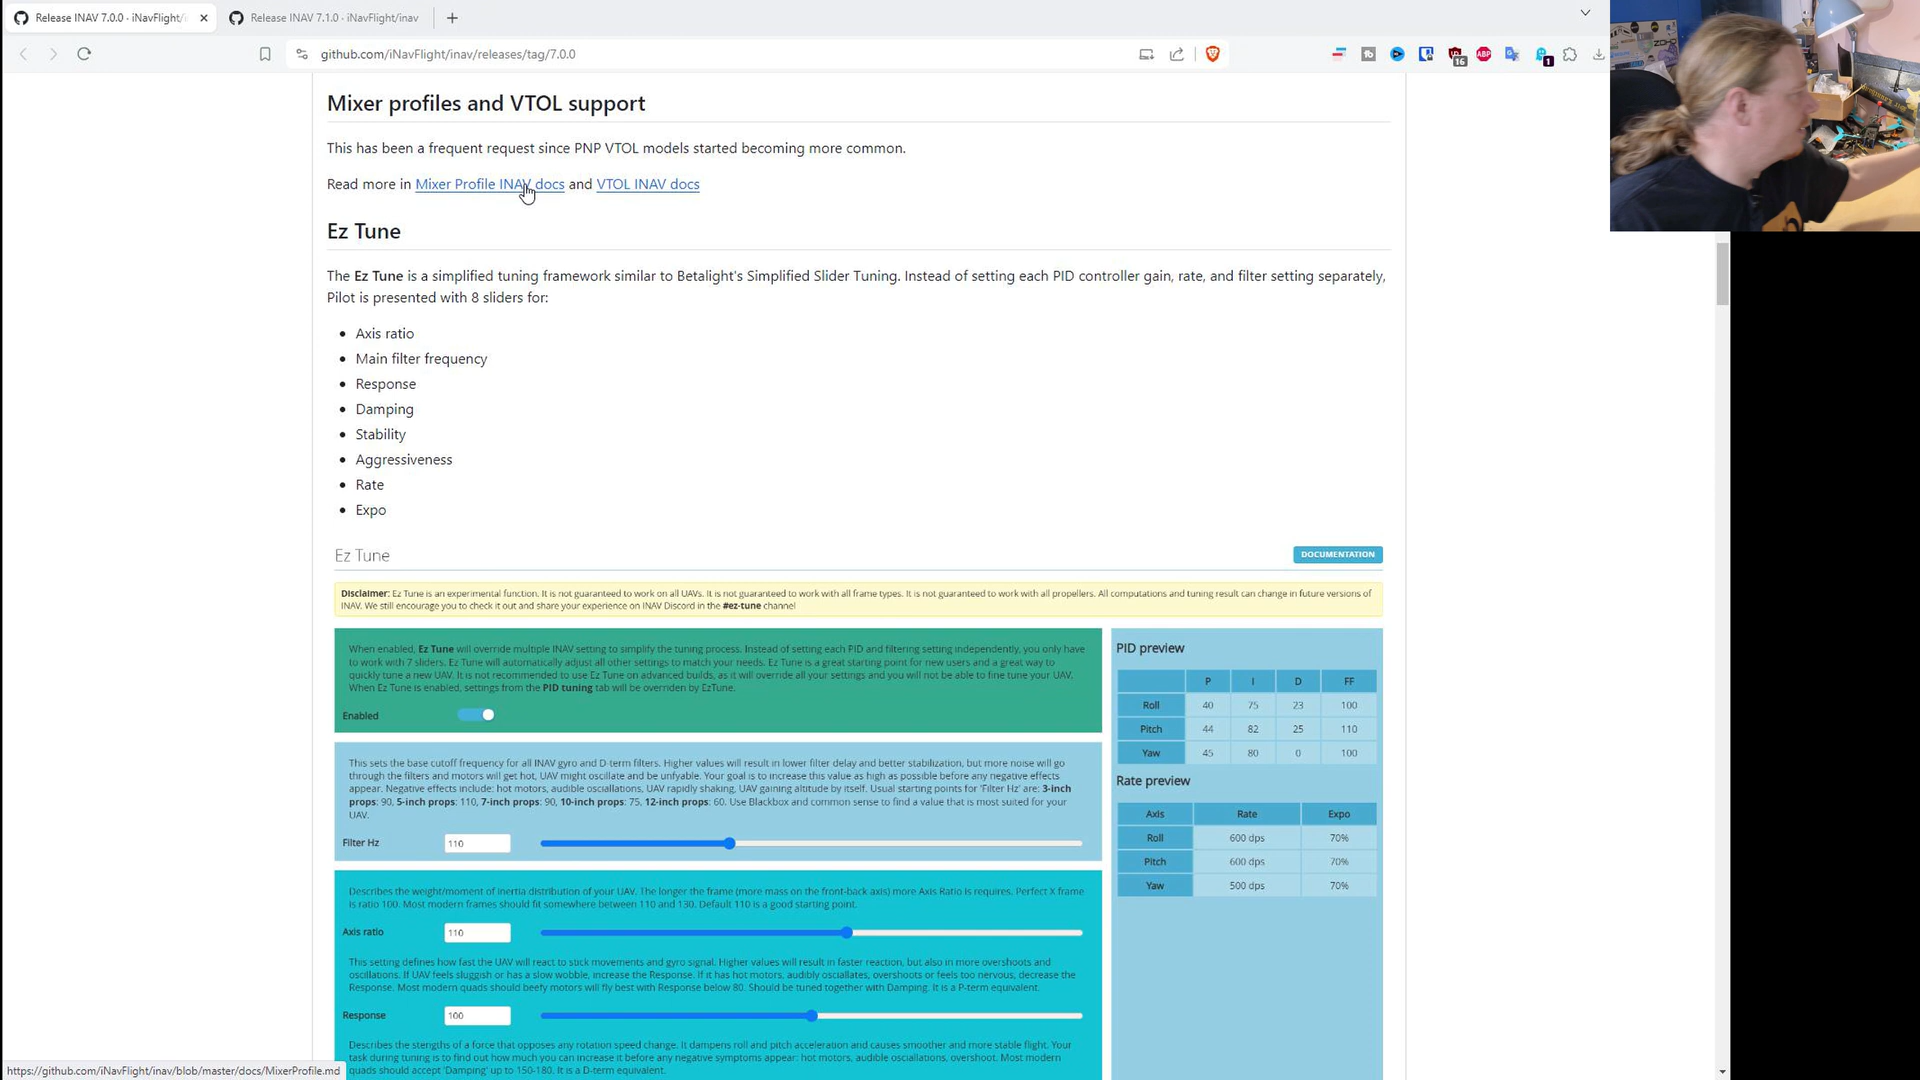 Release INAV 7.0.0 · iNavFlight/i
Release INAV 7.1.0 · iNavFlight/inav
github.com/iNavFlight/inav/releases/tag/7.0.0
16
ABP
1
Mixer profiles and VTOL support
This has been a frequent request since PNP VTOL models started becoming more common.
Read more in Mixer Profile INAV docs and VTOL INAV docs
Ez Tune
The Ez Tune is a simplified tuning framework similar to Betalight's Simplified Slider Tuning. Instead of setting each PID controller gain, rate, and filter setting separately,
Pilot is presented with 8 sliders for:
Axis ratio
Main filter frequency
Response
Damping
Stability
Aggressiveness
Rate
Expo
Ez Tune
DOCUMENTATION
Disclaimer: Ez Tune is an experimental function. It is not guaranteed to work on all UAVs. It is not guaranteed to work with all frame types. It is not guaranteed to work with all propellers. All computations and tuning result can change in future versions of
INAV. We still encourage you to check it out and share your experience on INAV Discord in the #ez-tune channel
When enabled, Ez Tune will override multiple INAV setting to simplify the tuning process. Instead of setting each PID and filtering setting independently, you only have
to work with 7 sliders. Ez Tune will automatically adjust all other settings to match your needs. Ez Tune is a great starting point for new users and a great way to
quickly tune a new UAV. It is not recommended to use Ez Tune on advanced builds, as it will override all your settings and you will not be able to fine tune your UAV.
When Ez Tune is enabled, settings from the PID tuning tab will be overriden by EzTune.
Enabled
This sets the base cutoff frequency for all INAV gyro and D-term filters. Higher values will result in lower filter delay and better stabilization, but more noise will go
through the filters and motors will get hot, UAV might oscillate and be unfyable. Your goal is to increase this value as high as possible before any negative effects
appear. Negative effects include: hot motors, audible osciallations, UAV rapidly shaking, UAV gaining altitude by itself. Usual starting points for 'Filter Hz' are: 3-inch
props: 90, 5-inch props: 110, 7-inch props: 90, 10-inch props: 75, 12-inch props: 60. Use Blackbox and common sense to find a value that is most suited for your
UAV.
Filter Hz
110
Describes the weight/moment of inertia distribution of your UAV. The longer the frame (more mass on the front-back axis) more Axis Ratio is requires. Perfect X frame
is ratio 100. Most modern frames should fit somewhere between 110 and 130. Default 110 is a good starting point.
Axis ratio
110
This setting defines how fast the UAV will react to stick movements and gyro signal. Higher values will result in faster reaction, but also in more overshoots and
oscillations. If UAV feels sluggish or has a slow wobble, increase the Response. If it has hot motors, audibly osciallates, overshoots or feels too nervous, decrease the
Response. Most modern quads should beefy motors will fly best with Response below 80. Should be tuned together with Damping. It is a P-term equivalent.
Response
100
Describes the stengths of a force that opposes any rotation speed change. It dampens roll and pitch acceleration and causes smoother and more stable flight. Your
task during tuning is to find out how much you can increase it before any negative symptoms appear: hot motors, audible osciallations, overshoot. Most modern
quads should accept 'Damping' up to 150-180. It is a D-term equivalent.
PID preview
P I D FF
Roll 40 75 23 100
Pitch 44 82 25 110
Yaw 45 80 0 100
Rate preview
Axis Rate Expo
Roll 600 dps 70%
Pitch 600 dps 70%
Yaw 500 dps 70%
https://github.com/iNavFlight/inav/blob/master/docs/MixerProfile.md